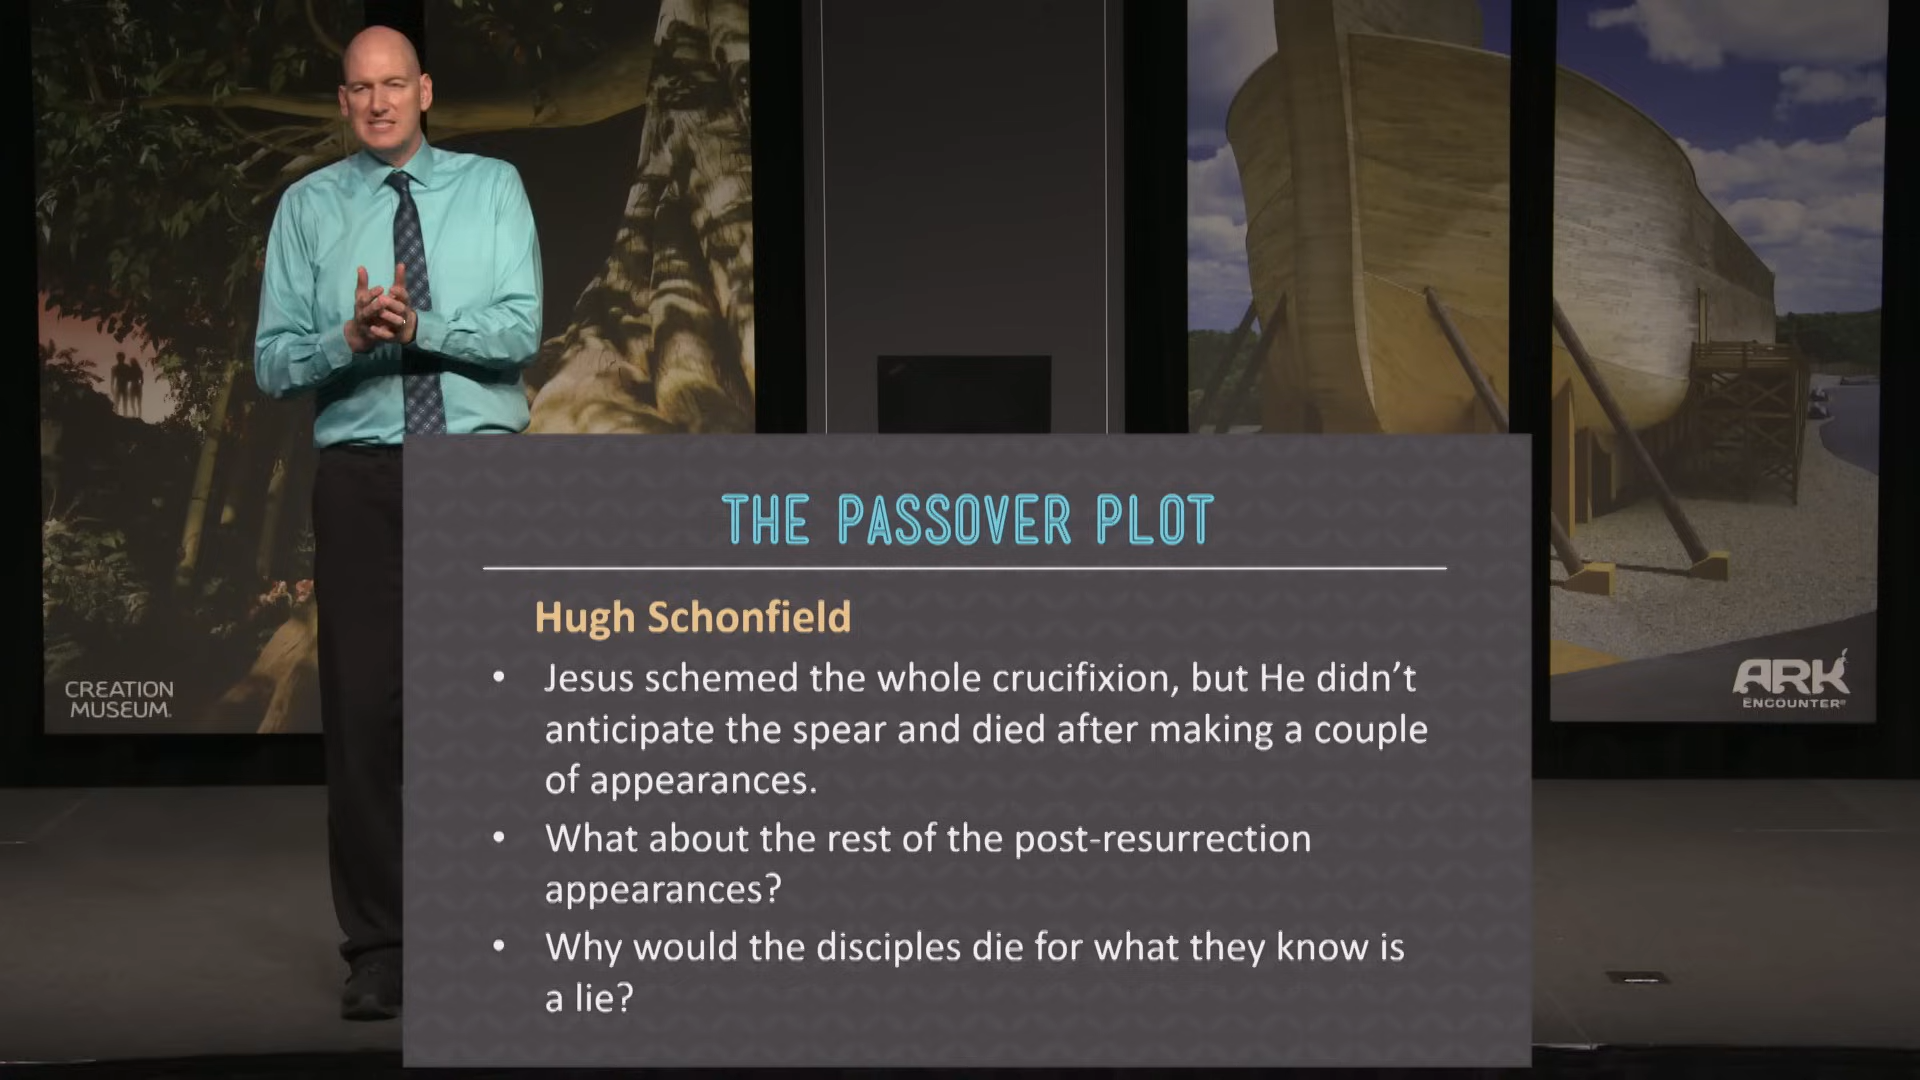 THE PASSOVER PLOT
Hugh Schonfield
• Jesus schemed the whole crucifixion, but He didn't
anticipate the spear and died after making a couple
of appearances.
• What about the rest of the post-resurrection
appearances?
• Why would the disciples die for what they know is
a lie?
CREATION
MUSEUM.
ARK
ENCOUNTER®